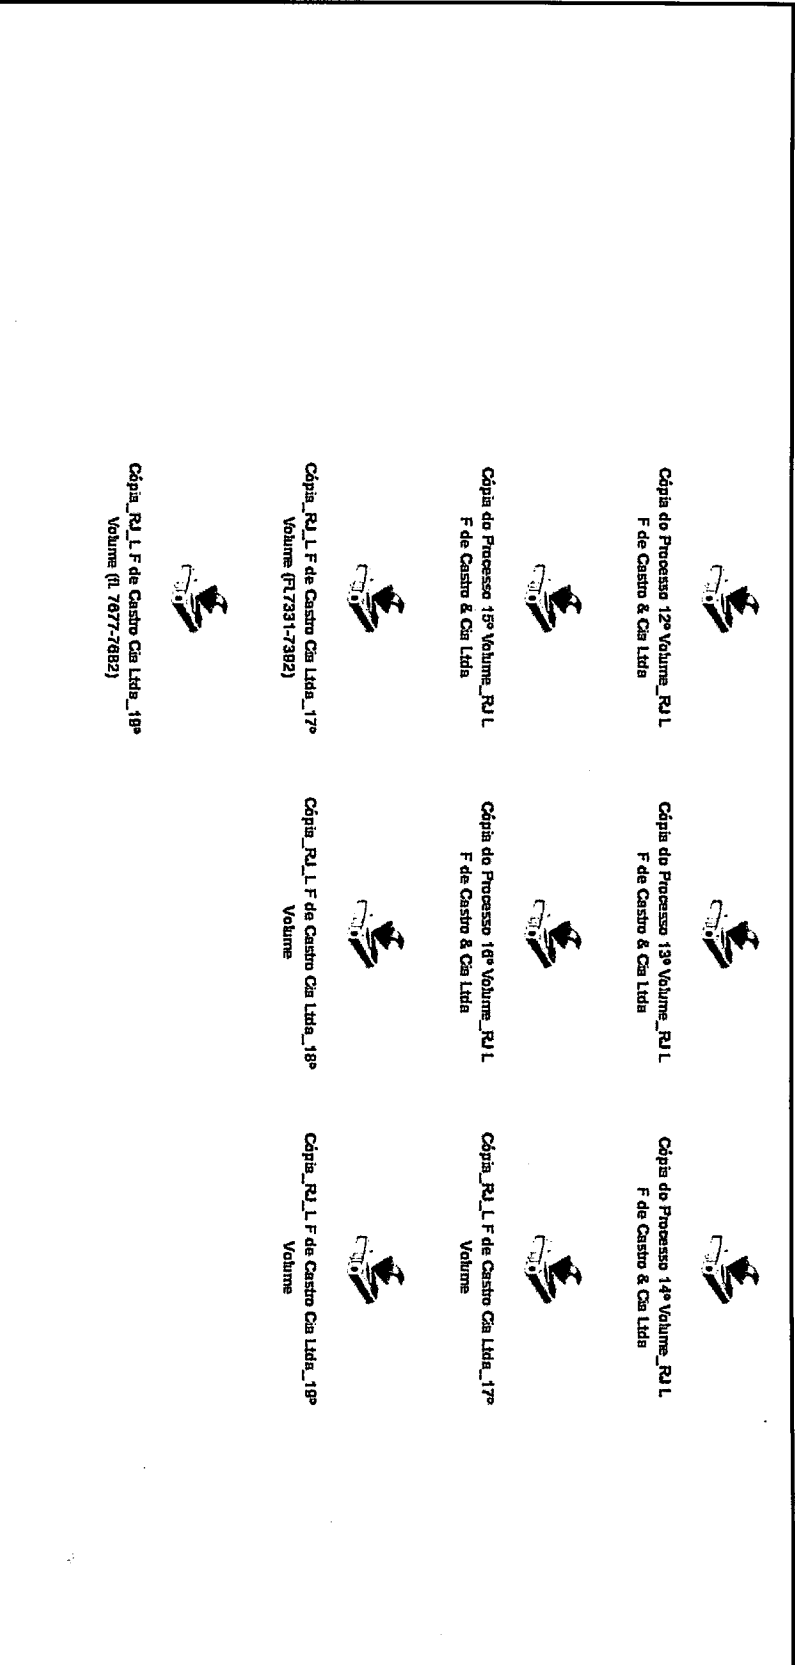 Cópia do Processo 12º Volume_RJ L
F de Castro & Cia Ltda
Cópia do Processo 13º Volume_RJ L
F de Castro & Cia Ltda
Cópia do Processo 14º Volume_RJ L
F de Castro & Cia Ltda
Cópia do Processo 15º Volume_RJ L
F de Castro & Cia Ltda
Cópia do Processo 16º Volume_RJ L
F de Castro & Cia Ltda
Cópia_RJ_L F de Castro Cia Ltda_17º
Volume
Cópia_RJ_L F de Castro Cia Ltda_17º
Volume (Fl.7331-7392)
Cópia_RJ_L F de Castro Cia Ltda_18º
Volume
Cópia_RJ_L F de Castro Cia Ltda_19º
Volume
Cópia_RJ_L F de Castro Cia Ltda_19º
Volume (fl. 7677-7682)